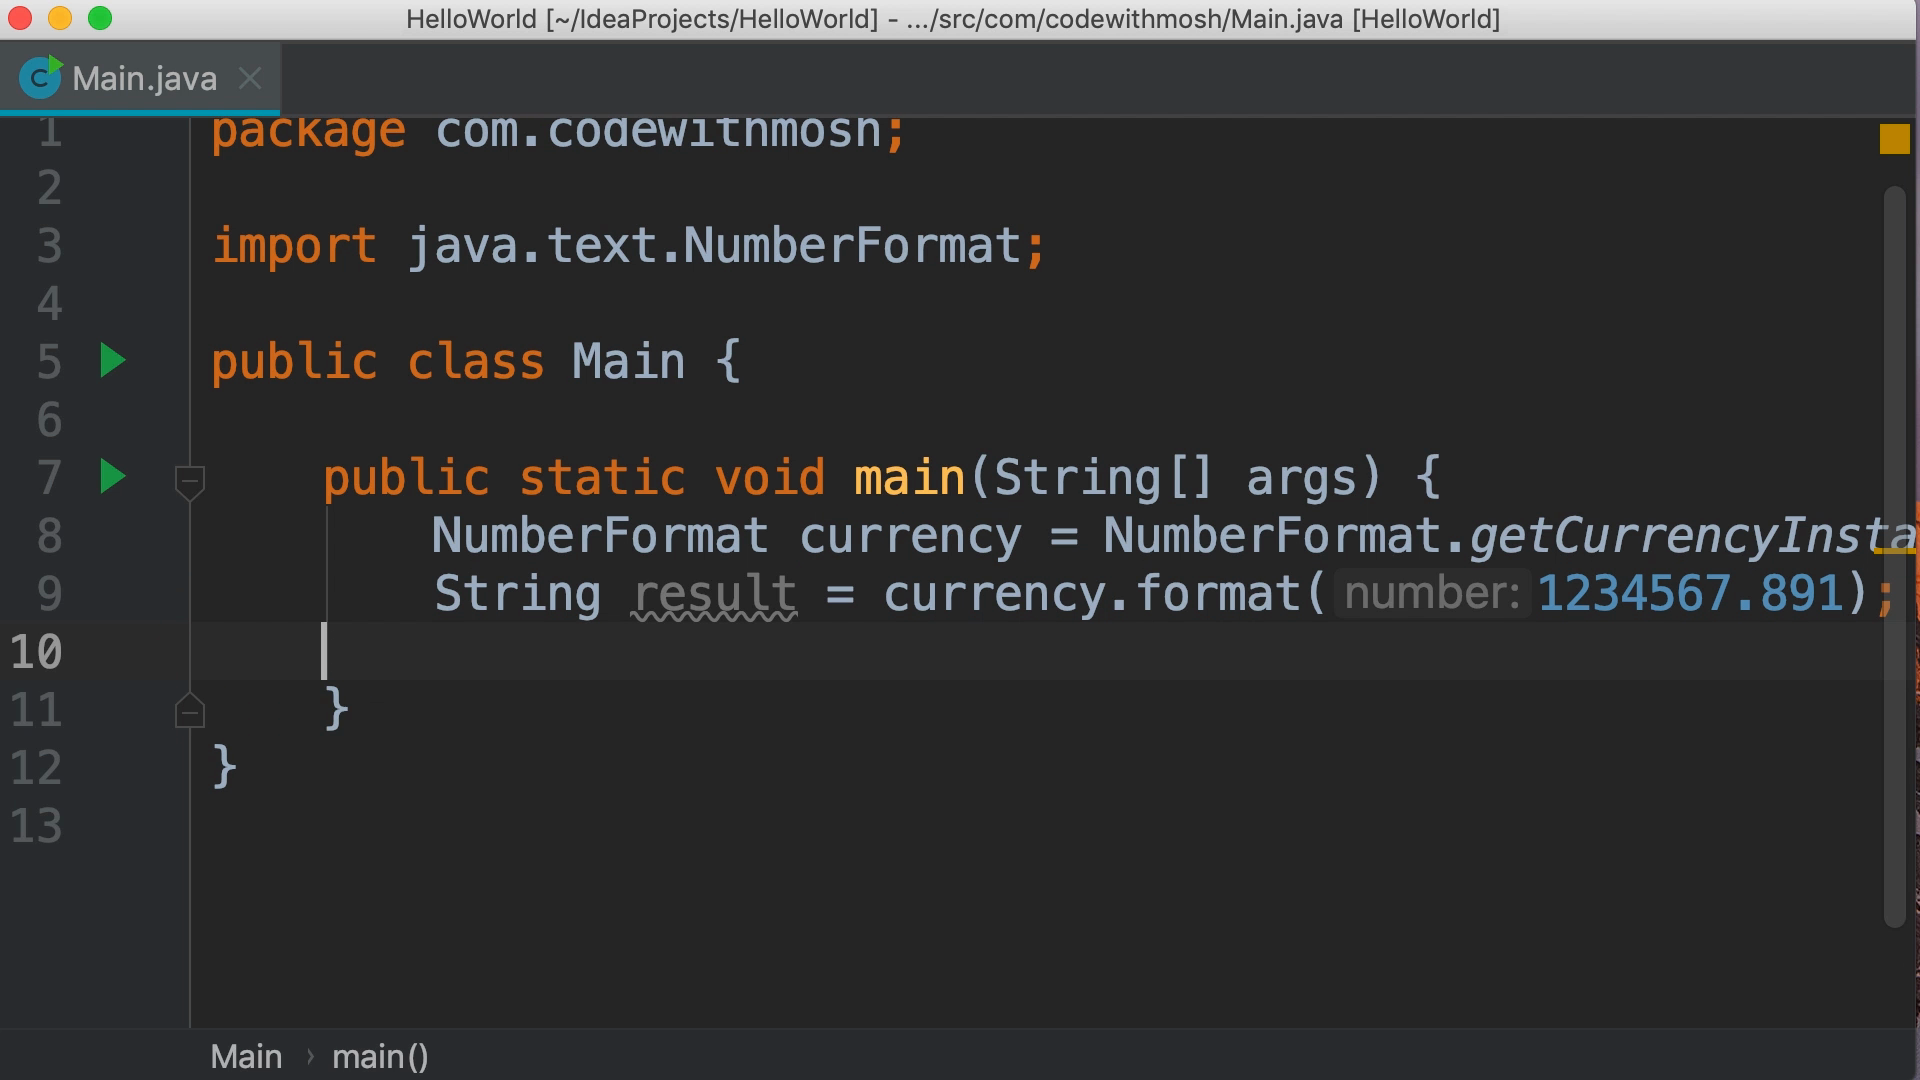 HelloWorld [~/IdeaProjects/HelloWorld] - .../src/com/codewithmosh/Main.java [HelloWorld]
C Main.java
1 package com.codewithmosh;
2
3 import java.text.NumberFormat;
4
5 public class Main {
6
7 public static void main(String[] args) {
8 NumberFormat currency = NumberFormat.getCurrencyInsta
9 String result = currency.format( number: 1234567.891);
10
11 }
12 }
13
Main › main()